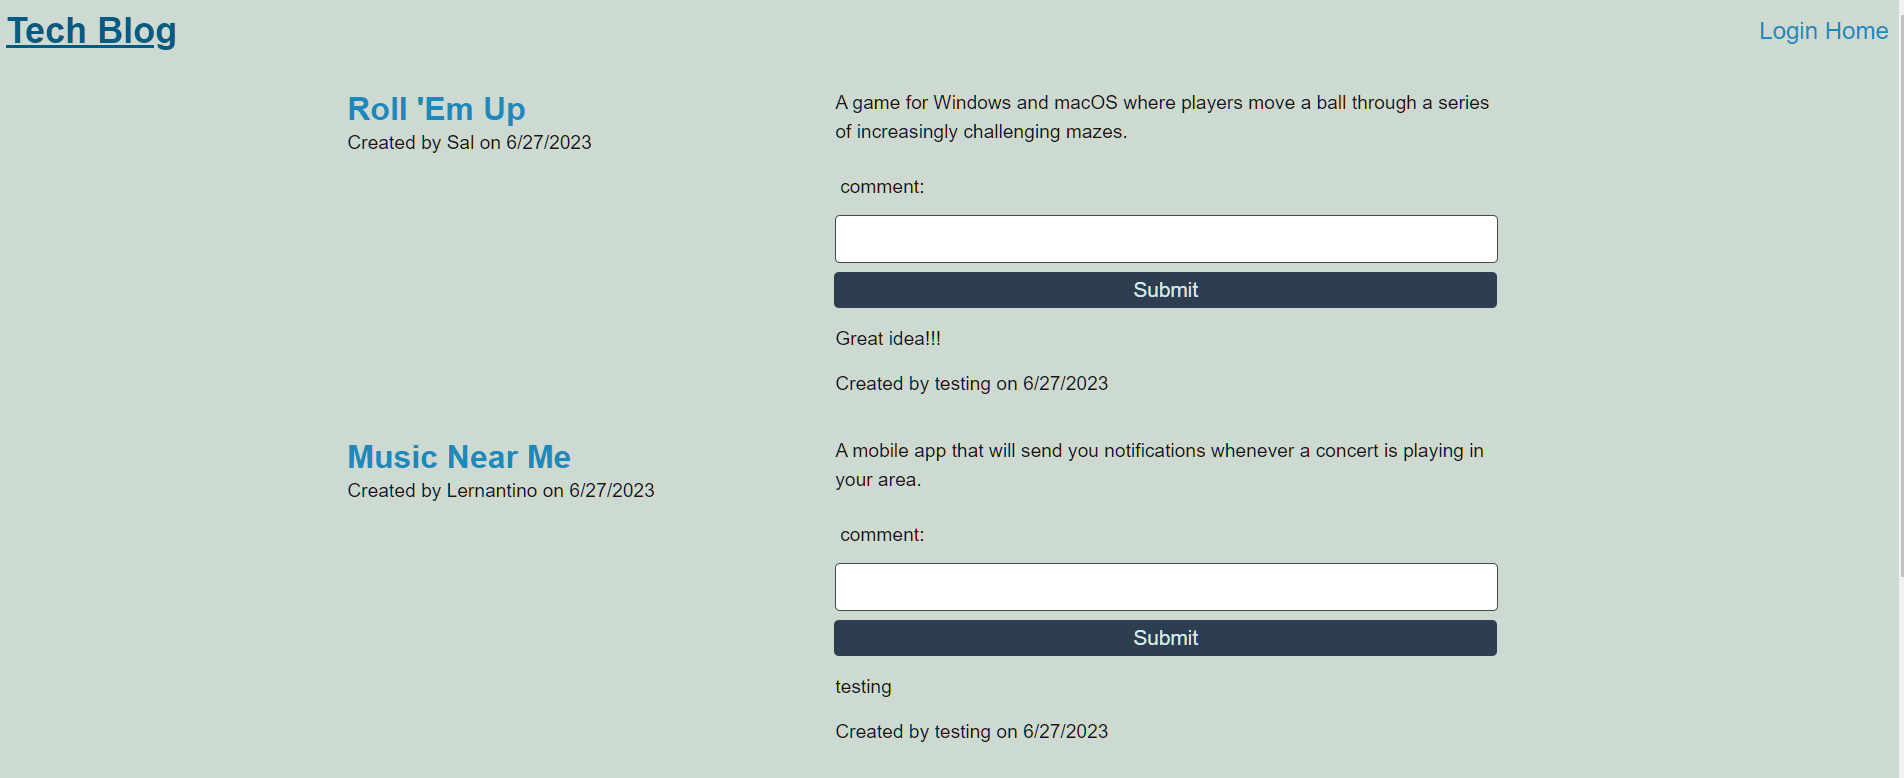 Tech Blog
Login Home
Roll 'Em Up
Created by Sal on 6/27/2023
A game for Windows and macOS where players move a ball through a series
of increasingly challenging mazes.
comment:
Submit
Great idea!!!
Created by testing on 6/27/2023
Music Near Me
Created by Lernantino on 6/27/2023
A mobile app that will send you notifications whenever a concert is playing in
your area.
comment:
Submit
testing
Created by testing on 6/27/2023